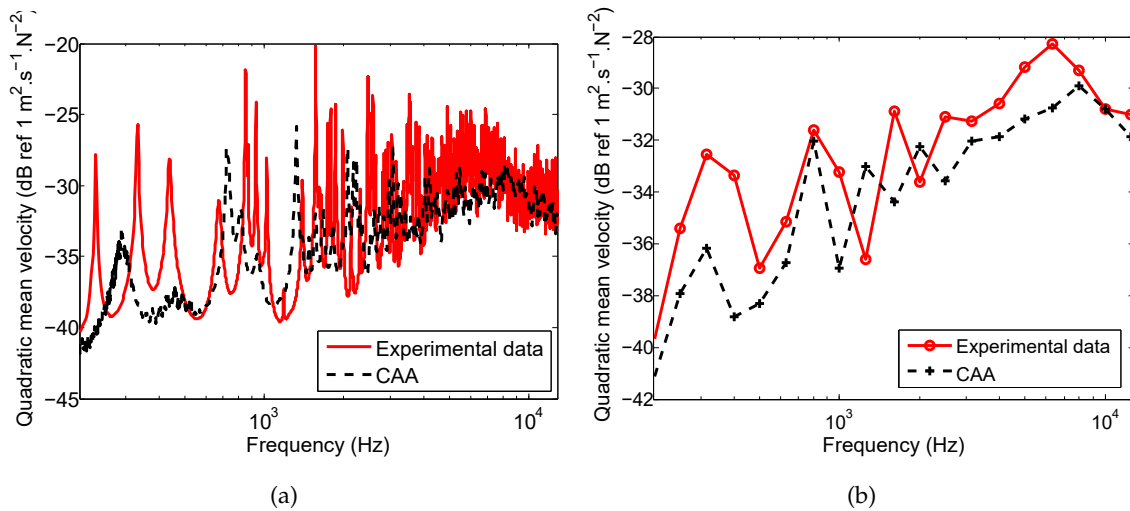 Quadratic mean velocity (dB ref 1 m².s⁻¹.N⁻²)
−20
−25
−30
−35
−40
−45
10³
10⁴
Frequency (Hz)
Experimental data
CAA
(a)
Quadratic mean velocity (dB ref 1 m².s⁻¹.N⁻²)
−28
−30
−32
−34
−36
−38
−40
−42
10³
10⁴
Frequency (Hz)
Experimental data
CAA
(b)